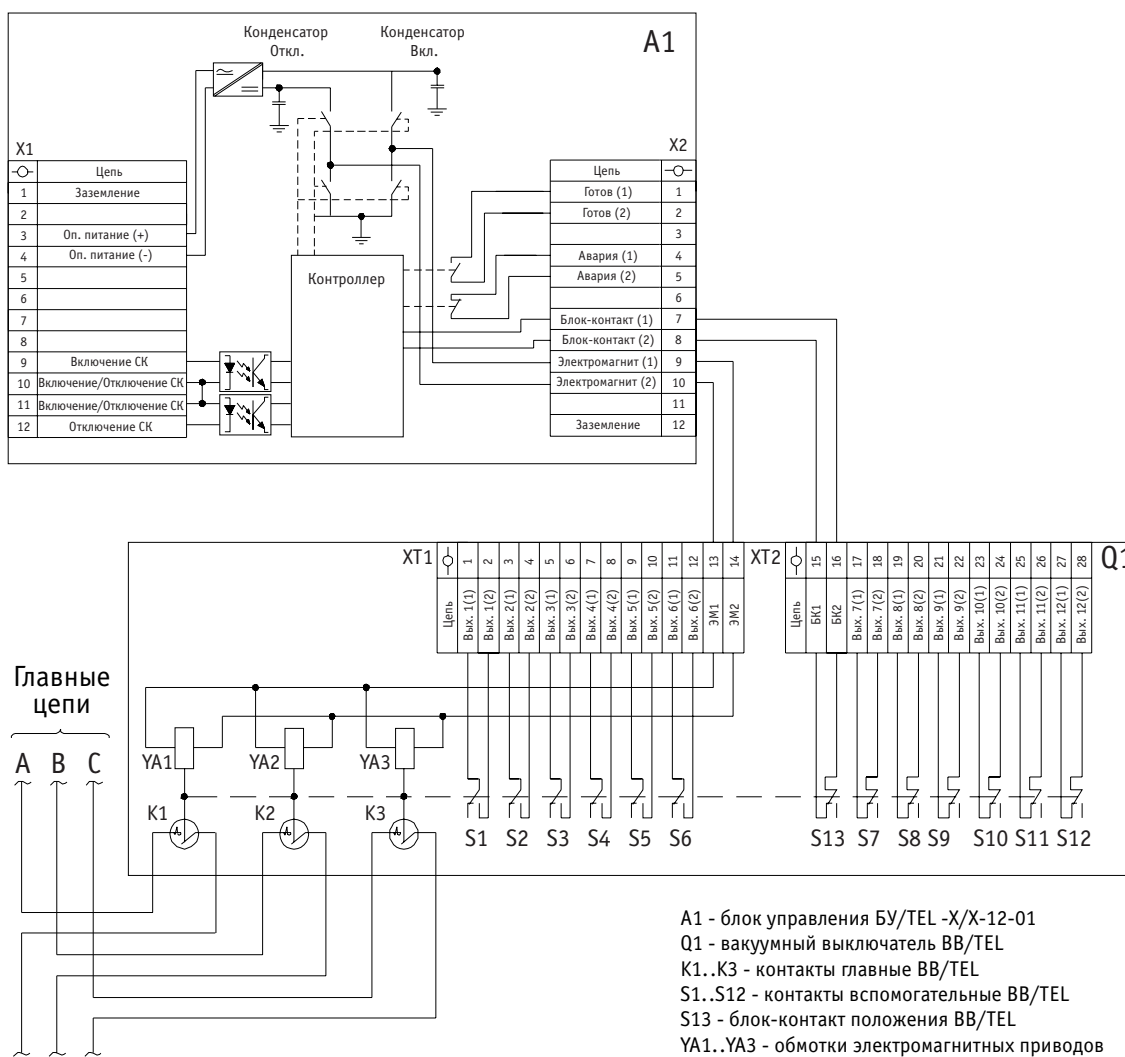 Конденсатор
Откл.
Конденсатор
Вкл.
A1
X1
Цепь
1 Заземление
2
3 Оп. питание (+)
4 Оп. питание (-)
5
6
7
8
9 Включение СК
10 Включение/Отключение СК
11 Включение/Отключение СК
12 Отключение СК
Контроллер
X2
Цепь
Готов (1) 1
Готов (2) 2
3
Авария (1) 4
Авария (2) 5
6
Блок-контакт (1) 7
Блок-контакт (2) 8
Электромагнит (1) 9
Электромагнит (2) 10
11
Заземление 12
XT1
1 2 3 4 5 6 7 8 9 10 11 12 13 14
Цепь
Вых. 1(1)
Вых. 1(2)
Вых. 2(1)
Вых. 2(2)
Вых. 3(1)
Вых. 3(2)
Вых. 4(1)
Вых. 4(2)
Вых. 5(1)
Вых. 5(2)
Вых. 6(1)
Вых. 6(2)
ЭМ1
ЭМ2
XT2
15 16 17 18 19 20 21 22 23 24 25 26 27 28
Q1
Цепь
БК1
БК2
Вых. 7(1)
Вых. 7(2)
Вых. 8(1)
Вых. 8(2)
Вых. 9(1)
Вых. 9(2)
Вых. 10(1)
Вых. 10(2)
Вых. 11(1)
Вых. 11(2)
Вых. 12(1)
Вых. 12(2)
Главные
цепи
A B C
YA1 YA2 YA3
K1 K2 K3
S1 S2 S3 S4 S5 S6
S13 S7 S8 S9 S10 S11 S12
A1 - блок управления БУ/TEL -X/X-12-01
Q1 - вакуумный выключатель ВВ/TEL
K1..K3 - контакты главные ВВ/TEL
S1..S12 - контакты вспомогательные ВВ/TEL
S13 - блок-контакт положения ВВ/TEL
YA1..YA3 - обмотки электромагнитных приводов